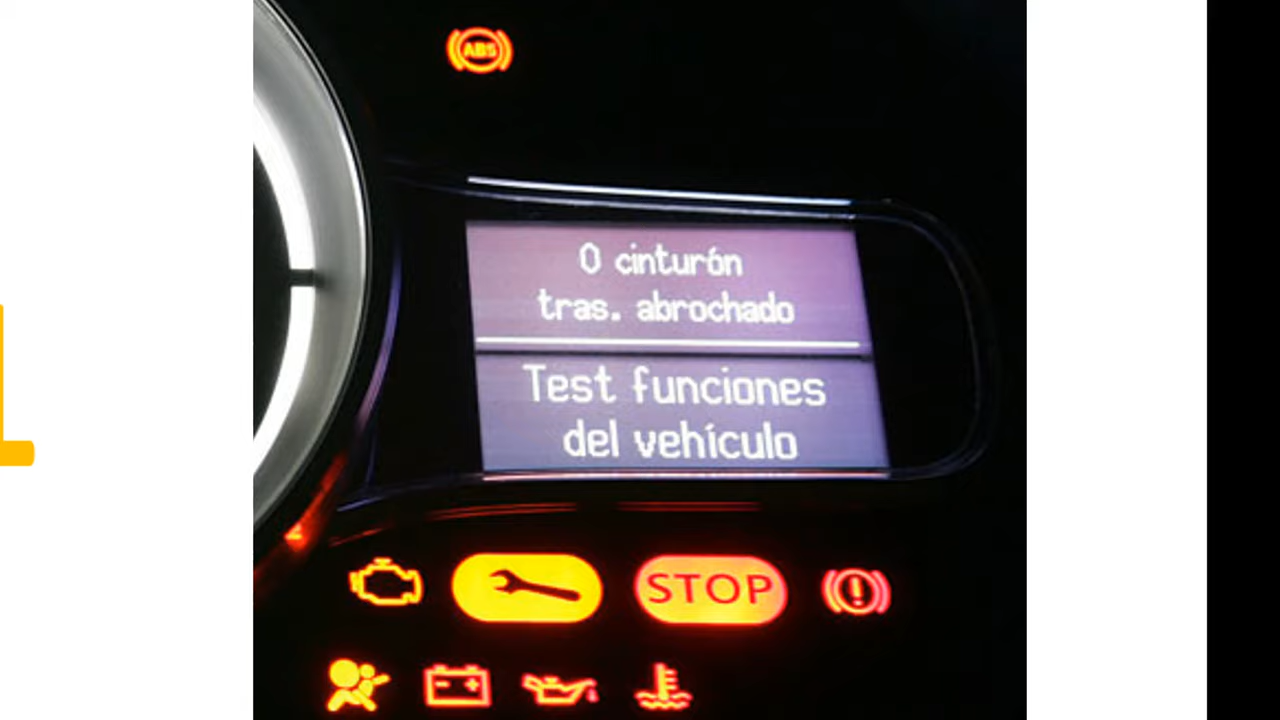 ABS
0 cinturón
tras. abrochado
Test funciones
del vehículo
STOP